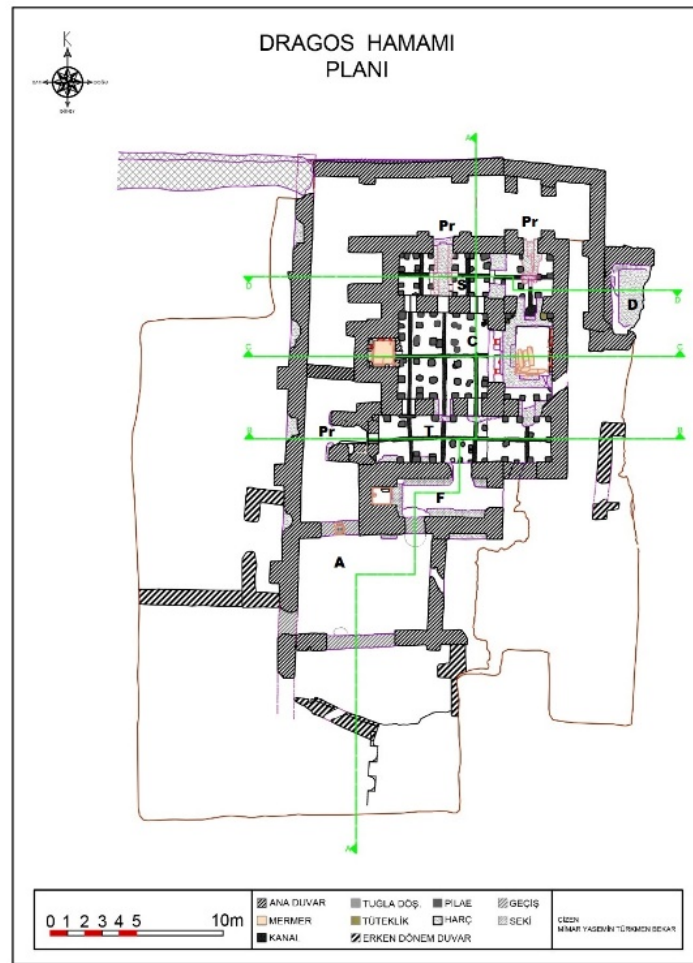 DRAGOS HAMAMI
PLANI
K
A
Pr
Pr
D
S
D
D
C
C
C
B
Pr
T
B
F
A
A
0 1 2 3 4 5 10m
ANA DUVAR
TUĞLA DÖŞ.
PILAE
GEÇİŞ
MERMER
TÜTEKLİK
HARÇ
SEKİ
KANAL
ERKEN DÖNEM DUVAR
ÇİZEN
MİMAR YASEMİN TÜRKMEN SEKAR